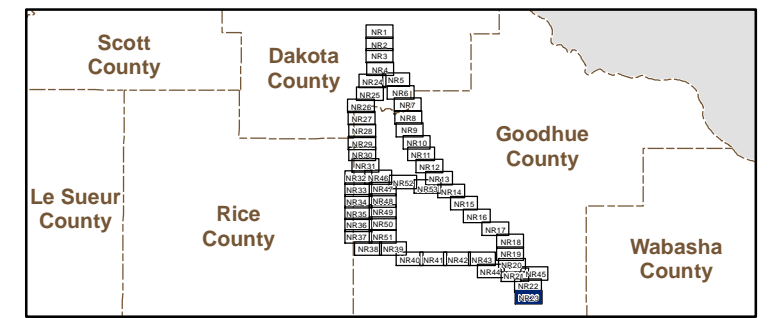 Scott
County
Dakota
County
Goodhue
County
Le Sueur
County
Rice
County
Wabasha
County
NR1
NR2
NR3
NR4
NR24 NR5
NR25 NR6
NR26 NR7
NR27 NR8
NR28 NR9
NR29 NR10
NR30 NR11
NR31 NR12
NR32 NR46 NR52 NR13
NR33 NR47 NR53 NR14
NR34 NR48 NR15
NR35 NR49 NR16
NR36 NR50 NR17
NR37 NR51 NR18
NR38 NR39 NR19
NR40 NR41 NR42 NR43 NR20
NR44 NR45
NR22
NR23